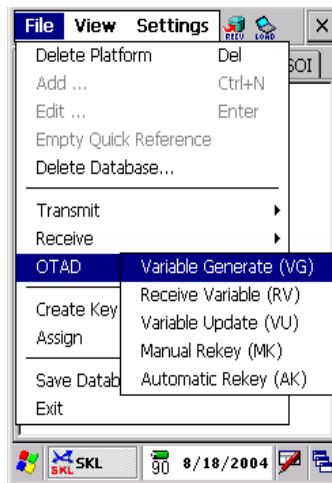 File View Settings RECV LOAD ×
Delete Platform Del
SOI
Add ... Ctrl+N
Edit ... Enter
Empty Quick Reference
Delete Database...
Transmit
Receive
OTAD Variable Generate (VG)
Receive Variable (RV)
Create Key
Variable Update (VU)
Assign
Manual Rekey (MK)
Save Datab
Automatic Rekey (AK)
Exit
SKL SKL 90 8/18/2004